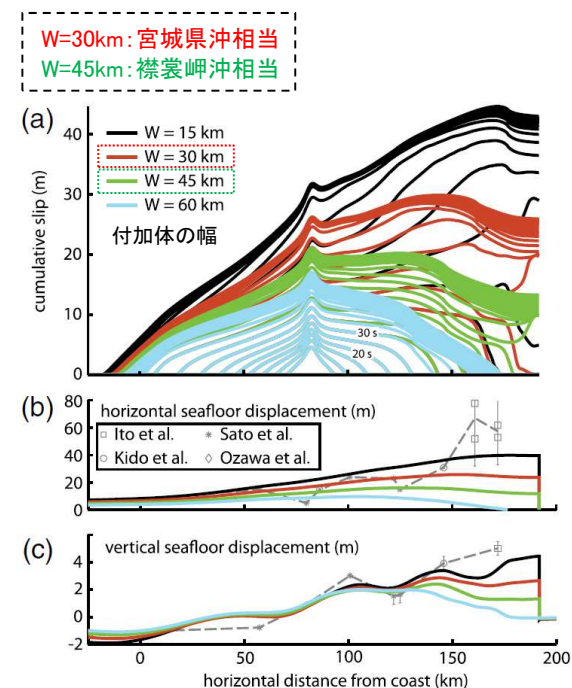 W=30km:宮城県沖相当
W=45km:襟裳岬沖相当
(a)
40
30
20
10
0
cumulative slip (m)
W = 15 km
W = 30 km
W = 45 km
W = 60 km
付加体の幅
30 s
20 s
(b)
80
60
40
20
0
horizontal seafloor displacement (m)
Ito et al.
Sato et al.
Kido et al.
Ozawa et al.
(c)
4
2
0
-2
vertical seafloor displacement (m)
0 50 100 150 200
horizontal distance from coast (km)